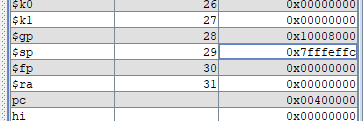 $k0 26 0x00000000
$k1 27 0x00000000
$gp 28 0x10008000
$sp 29 0x7fffeffc
$fp 30 0x00000000
$ra 31 0x00000000
pc 0x00400000
hi 0x00000000